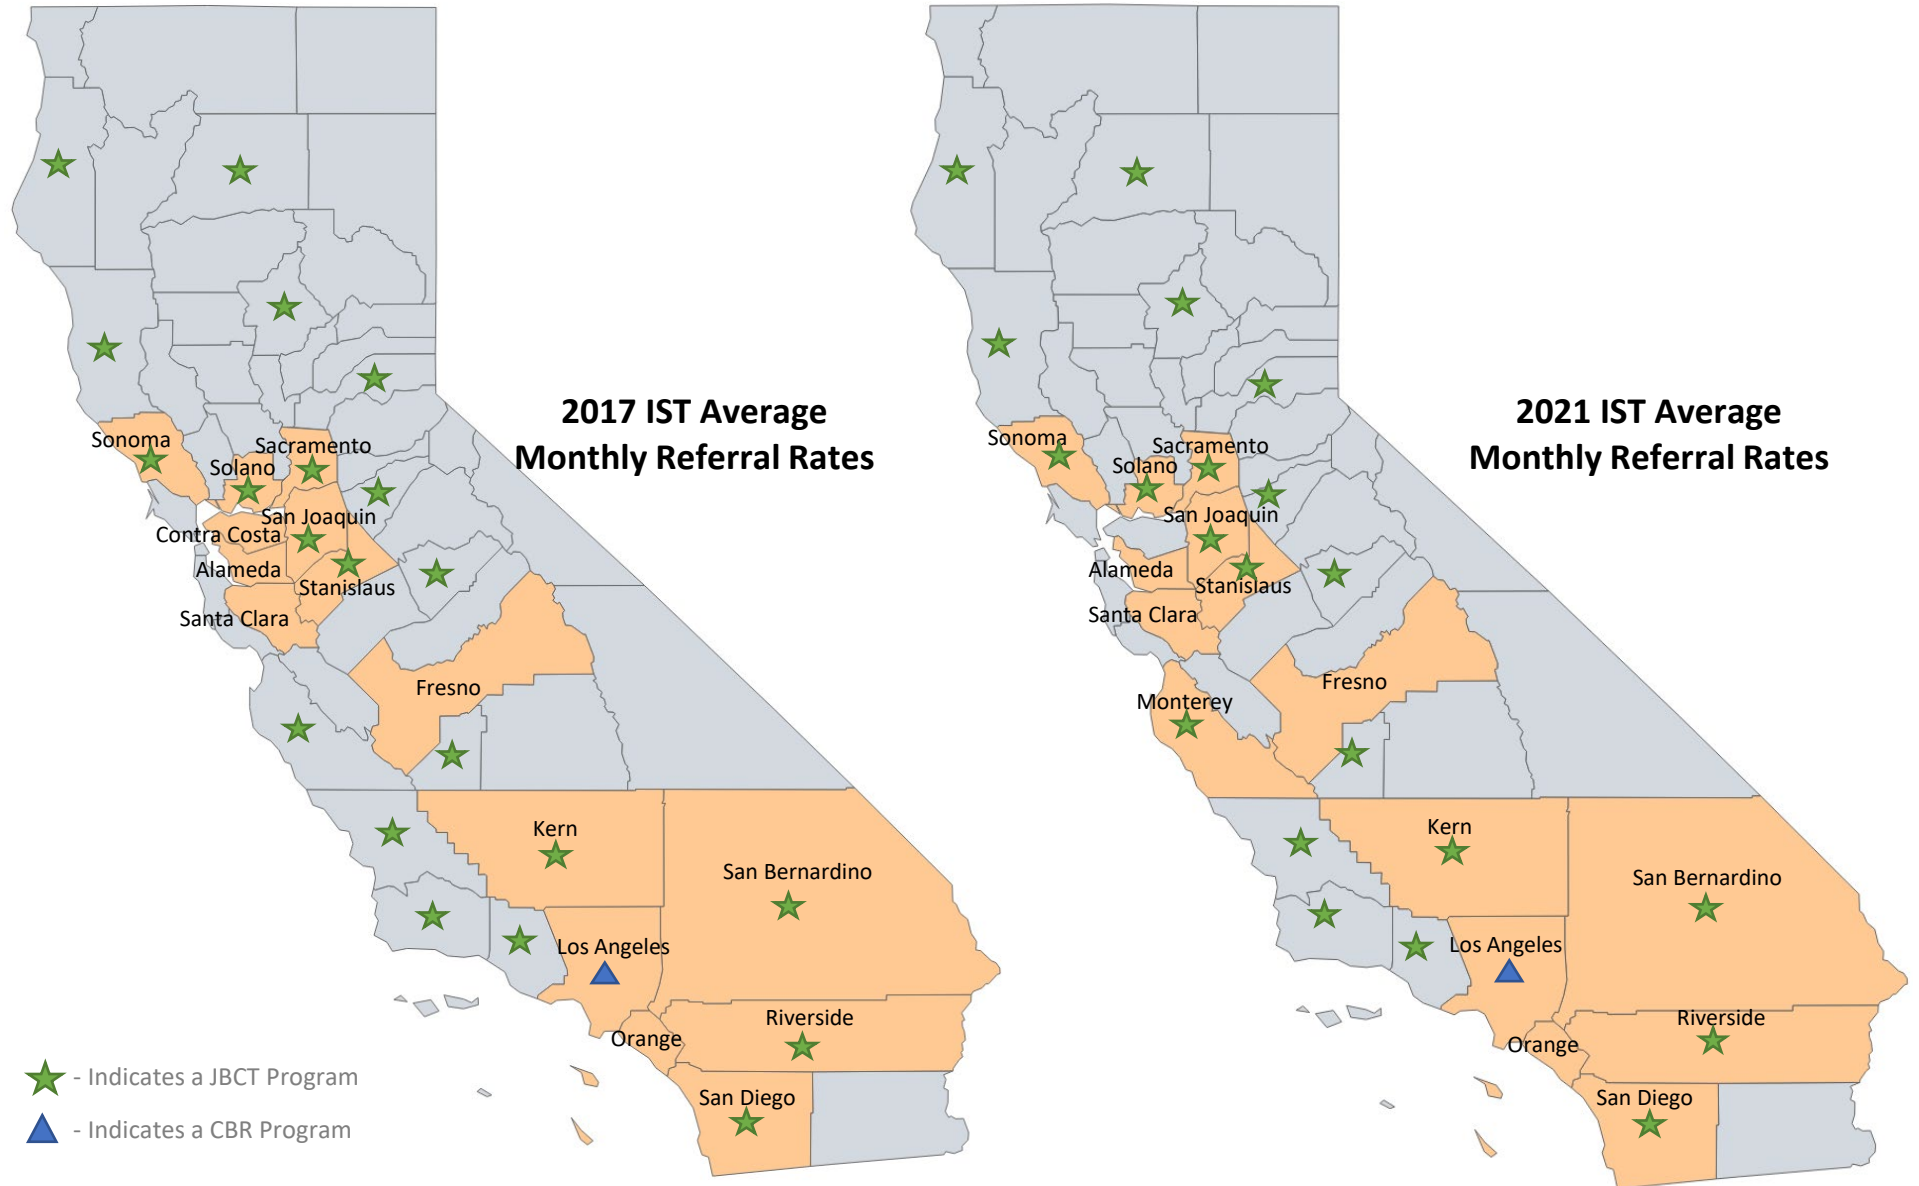 2017 IST Average
Monthly Referral Rates
Sonoma
Sacramento
Solano
San Joaquin
Contra Costa
Alameda
Stanislaus
Santa Clara
Fresno
Kern
San Bernardino
Los Angeles
Riverside
Orange
San Diego
- Indicates a JBCT Program
- Indicates a CBR Program
2021 IST Average
Monthly Referral Rates
Sonoma
Sacramento
Solano
San Joaquin
Alameda
Stanislaus
Santa Clara
Fresno
Monterey
Kern
San Bernardino
Los Angeles
Riverside
Orange
San Diego